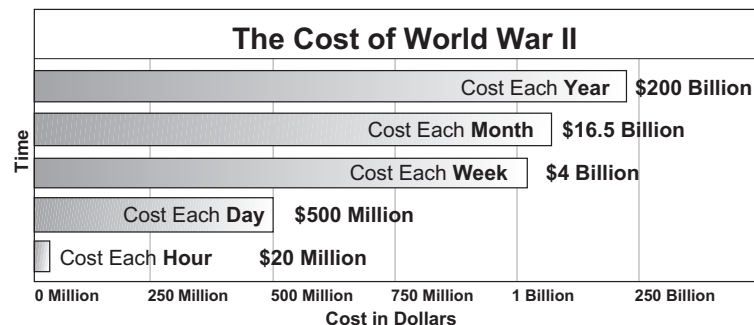 The Cost of World War II
Cost Each Year $200 Billion
Cost Each Month $16.5 Billion
Cost Each Week $4 Billion
Cost Each Day $500 Million
Cost Each Hour $20 Million
Time
0 Million 250 Million 500 Million 750 Million 1 Billion 250 Billion
Cost in Dollars